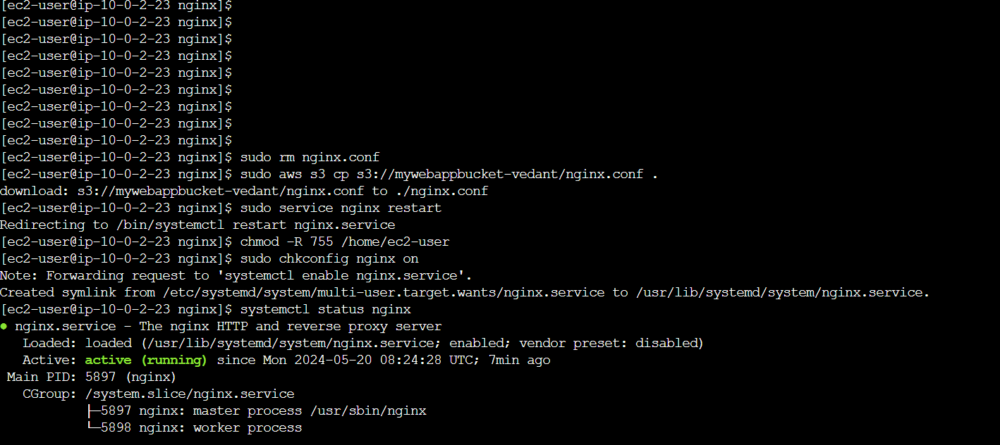 [ec2-user@ip-10-0-2-23 nginx]$
[ec2-user@ip-10-0-2-23 nginx]$
[ec2-user@ip-10-0-2-23 nginx]$
[ec2-user@ip-10-0-2-23 nginx]$
[ec2-user@ip-10-0-2-23 nginx]$
[ec2-user@ip-10-0-2-23 nginx]$
[ec2-user@ip-10-0-2-23 nginx]$
[ec2-user@ip-10-0-2-23 nginx]$
[ec2-user@ip-10-0-2-23 nginx]$
[ec2-user@ip-10-0-2-23 nginx]$ sudo rm nginx.conf
[ec2-user@ip-10-0-2-23 nginx]$ sudo aws s3 cp s3://mywebappbucket-vedant/nginx.conf .
download: s3://mywebappbucket-vedant/nginx.conf to ./nginx.conf
[ec2-user@ip-10-0-2-23 nginx]$ sudo service nginx restart
Redirecting to /bin/systemctl restart nginx.service
[ec2-user@ip-10-0-2-23 nginx]$ chmod -R 755 /home/ec2-user
[ec2-user@ip-10-0-2-23 nginx]$ sudo chkconfig nginx on
Note: Forwarding request to 'systemctl enable nginx.service'.
Created symlink from /etc/systemd/system/multi-user.target.wants/nginx.service to /usr/lib/systemd/system/nginx.service.
[ec2-user@ip-10-0-2-23 nginx]$ systemctl status nginx
● nginx.service - The nginx HTTP and reverse proxy server
   Loaded: loaded (/usr/lib/systemd/system/nginx.service; enabled; vendor preset: disabled)
   Active: active (running) since Mon 2024-05-20 08:24:28 UTC; 7min ago
 Main PID: 5897 (nginx)
   CGroup: /system.slice/nginx.service
           ├─5897 nginx: master process /usr/sbin/nginx
           └─5898 nginx: worker process